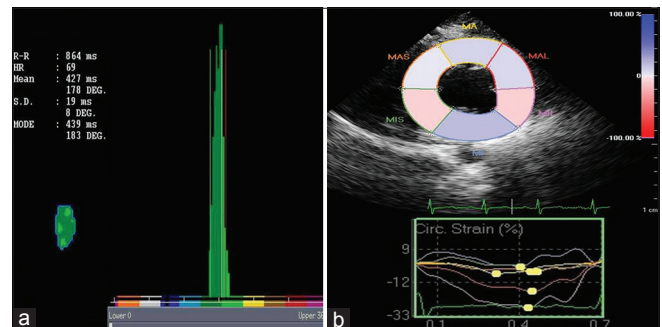 R-R : 864 ms
HR : 69
Mean : 427 ms
178 DEG.
S.D. : 19 ms
8 DEG.
MODE : 439 ms
183 DEG.
Lower 0
Upper 36
a
100.00 %
0.00 %
-100.00 %
MA
MAS
MAL
MIS
1 cm
Circ. Strain (%)
9
-12
-33
0.1
0.4
0.7
b